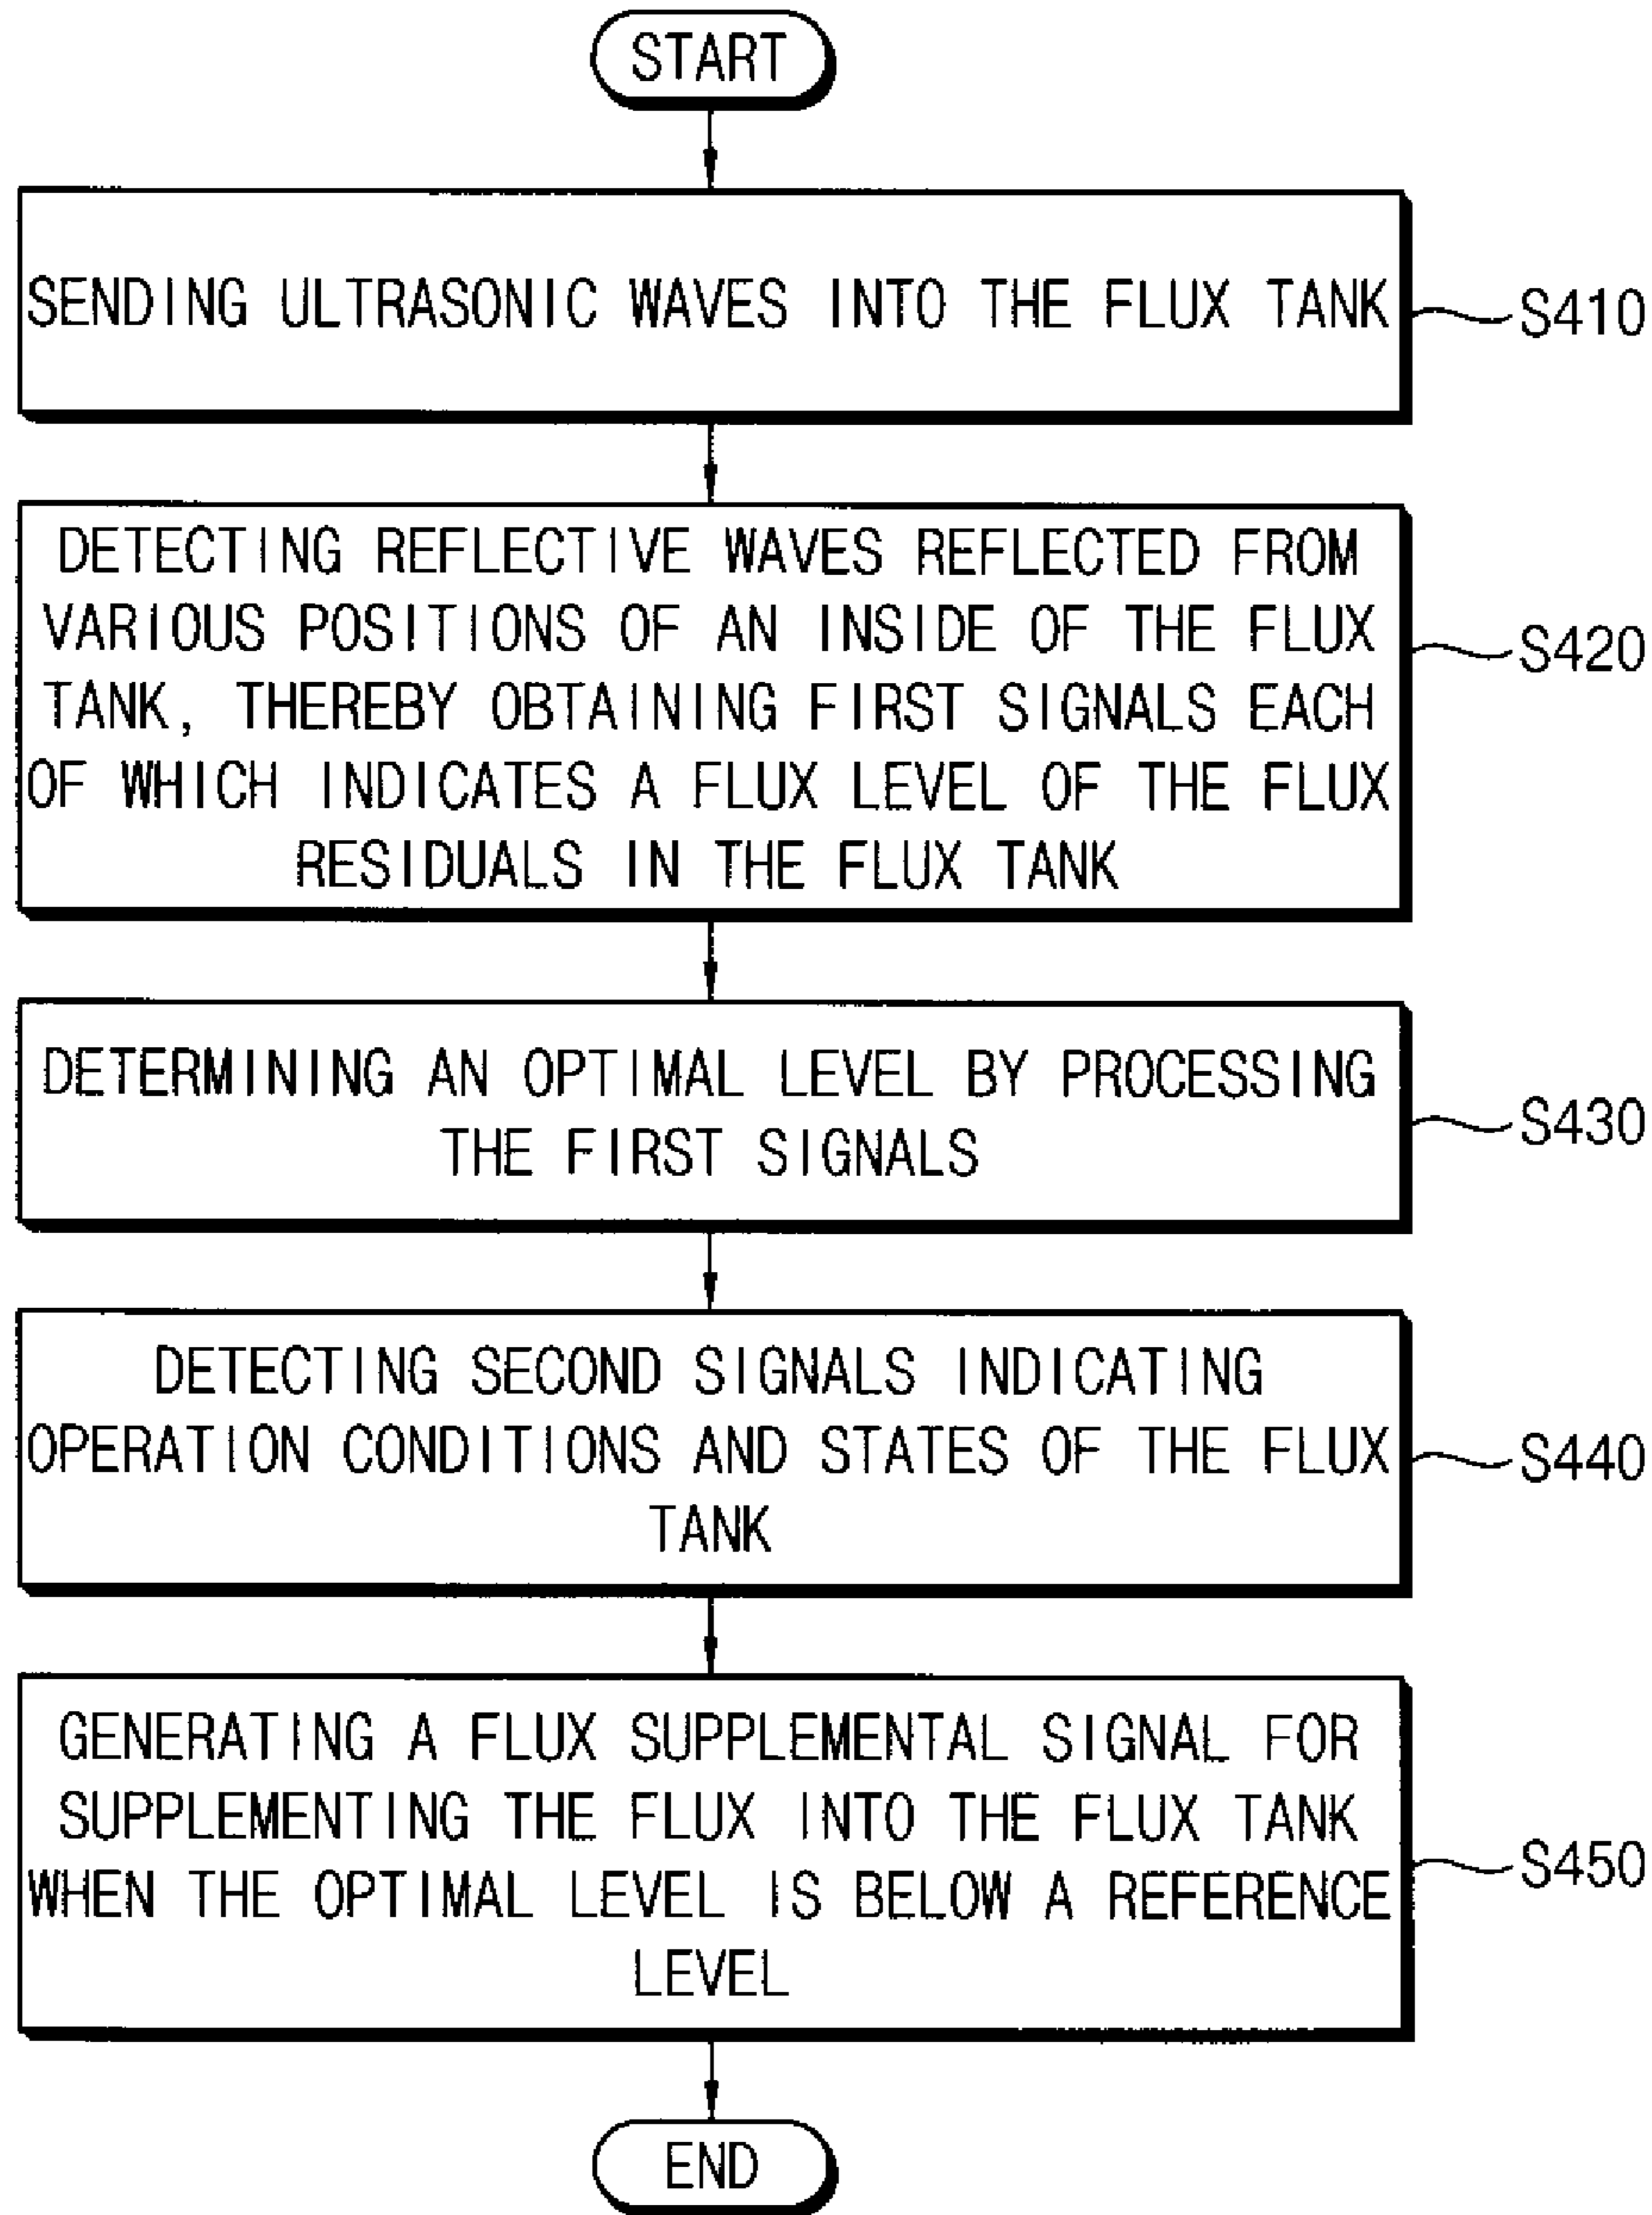 START
SENDING ULTRASONIC WAVES INTO THE FLUX TANK
S410
DETECTING REFLECTIVE WAVES REFLECTED FROM
VARIOUS POSITIONS OF AN INSIDE OF THE FLUX
TANK, THEREBY OBTAINING FIRST SIGNALS EACH
OF WHICH INDICATES A FLUX LEVEL OF THE FLUX
RESIDUALS IN THE FLUX TANK
S420
DETERMINING AN OPTIMAL LEVEL BY PROCESSING
THE FIRST SIGNALS
S430
DETECTING SECOND SIGNALS INDICATING
OPERATION CONDITIONS AND STATES OF THE FLUX
TANK
S440
GENERATING A FLUX SUPPLEMENTAL SIGNAL FOR
SUPPLEMENTING THE FLUX INTO THE FLUX TANK
WHEN THE OPTIMAL LEVEL IS BELOW A REFERENCE
LEVEL
S450
END